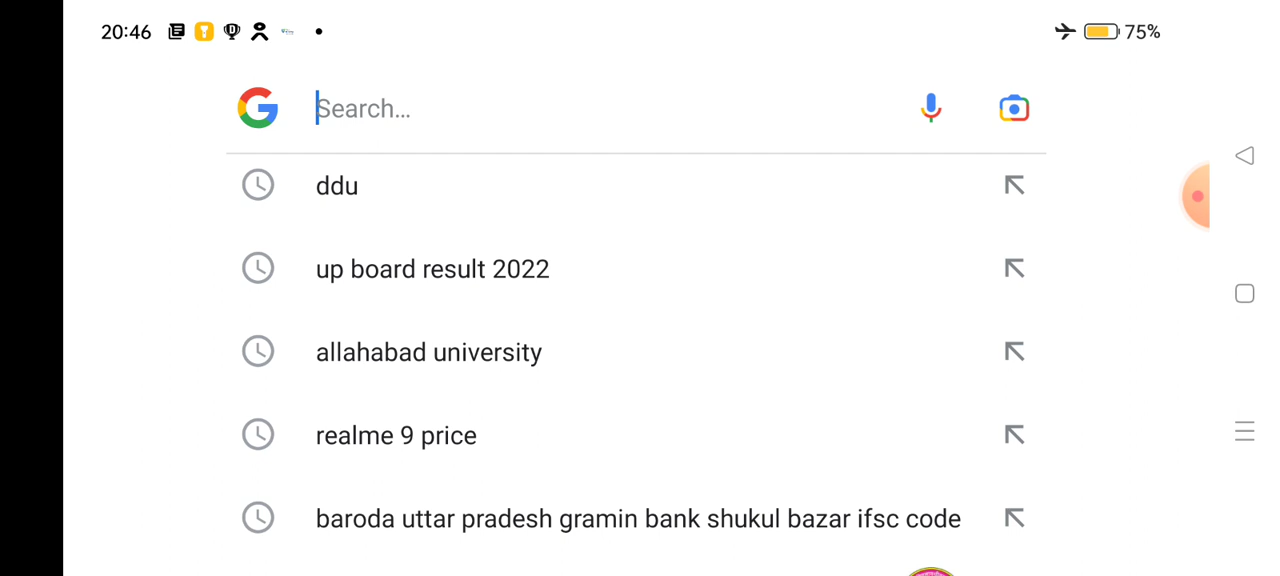 20:46
75%
Search...
ddu
up board result 2022
allahabad university
realme 9 price
baroda uttar pradesh gramin bank shukul bazar ifsc code